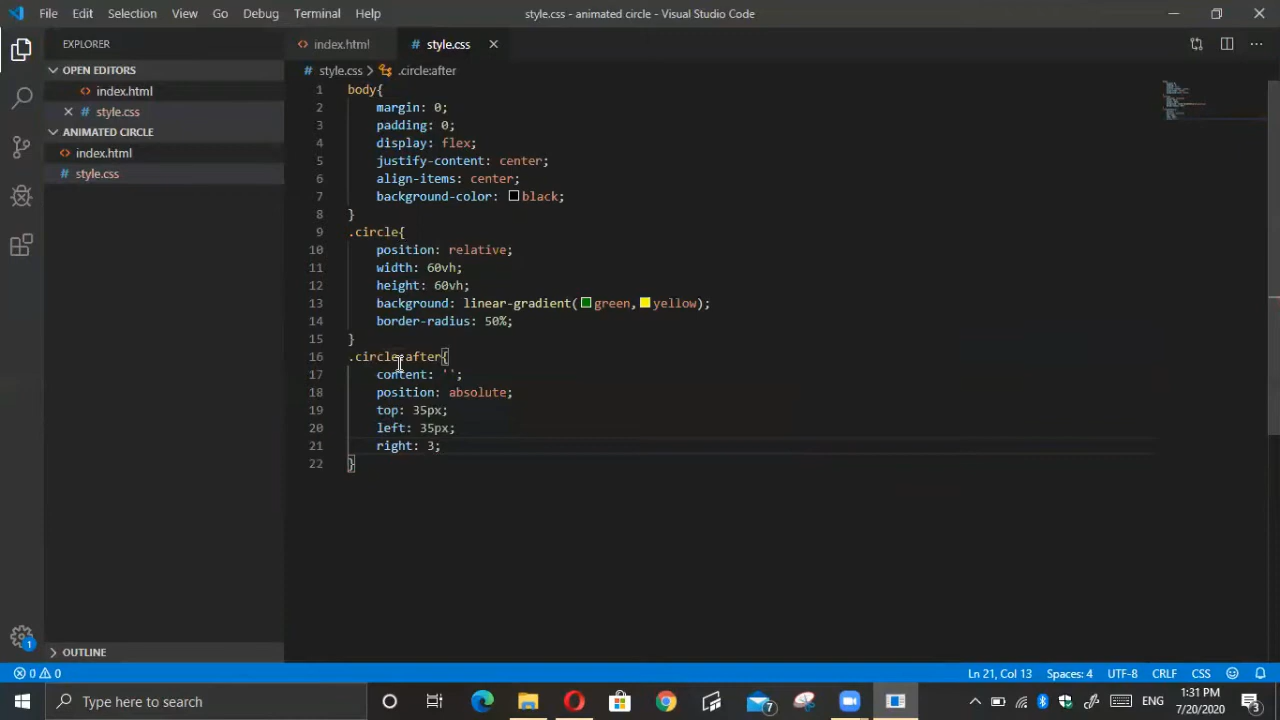 File Edit Selection View Go Debug Terminal Help style.css - animated circle - Visual Studio Code
EXPLORER
OPEN EDITORS
index.html
style.css
ANIMATED CIRCLE
index.html
style.css
OUTLINE
index.html style.css
style.css .circle:after
1 body{
2 margin: 0;
3 padding: 0;
4 display: flex;
5 justify-content: center;
6 align-items: center;
7 background-color: black;
8 }
9 .circle{
10 position: relative;
11 width: 60vh;
12 height: 60vh;
13 background: linear-gradient(green,yellow);
14 border-radius: 50%;
15 }
16 .circle:after{
17 content: '';
18 position: absolute;
19 top: 35px;
20 left: 35px;
21 right: 3;
22 }
1
0 0 Ln 21, Col 13 Spaces: 4 UTF-8 CRLF CSS
Type here to search
7
ENG
1:31 PM
7/20/2020
3